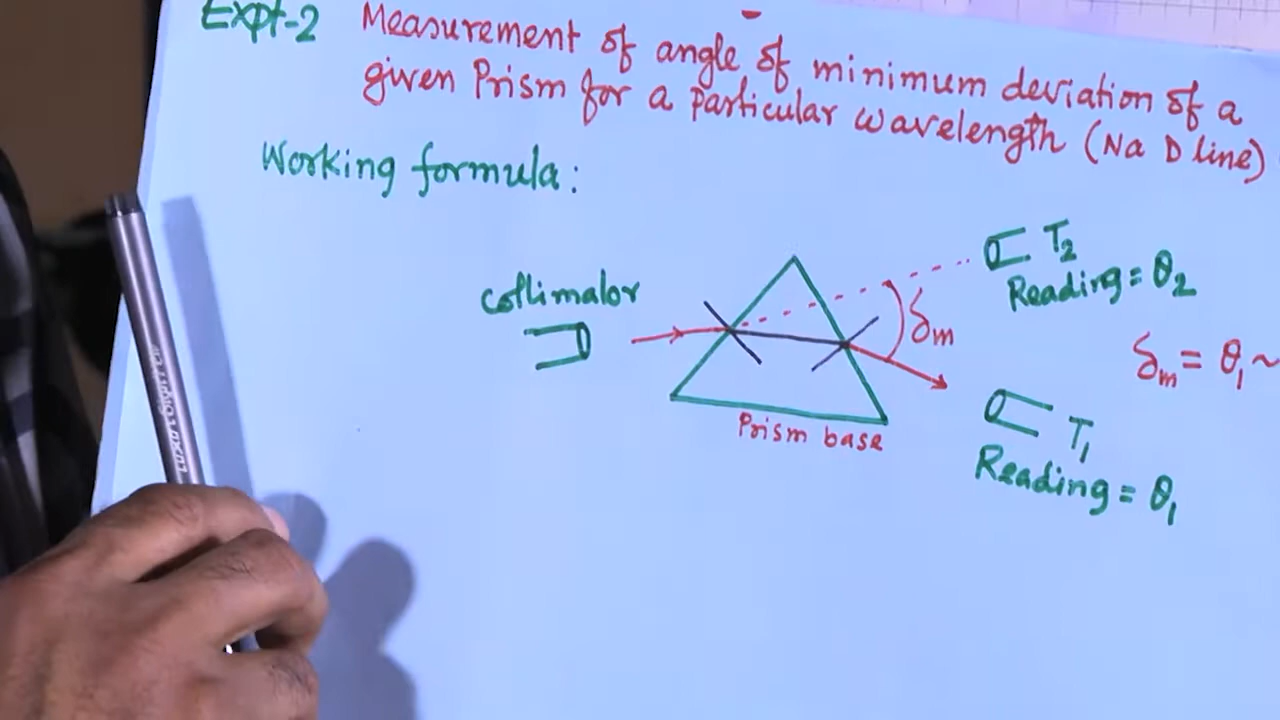 Expt-2 Measurement of angle of minimum deviation of a
given Prism for a particular wavelength (Na D line)
Working formula:
collimator
T₂
Reading = θ₂
δₘ
δₘ = θ₁ ~
T₁
Reading = θ₁
Prism base